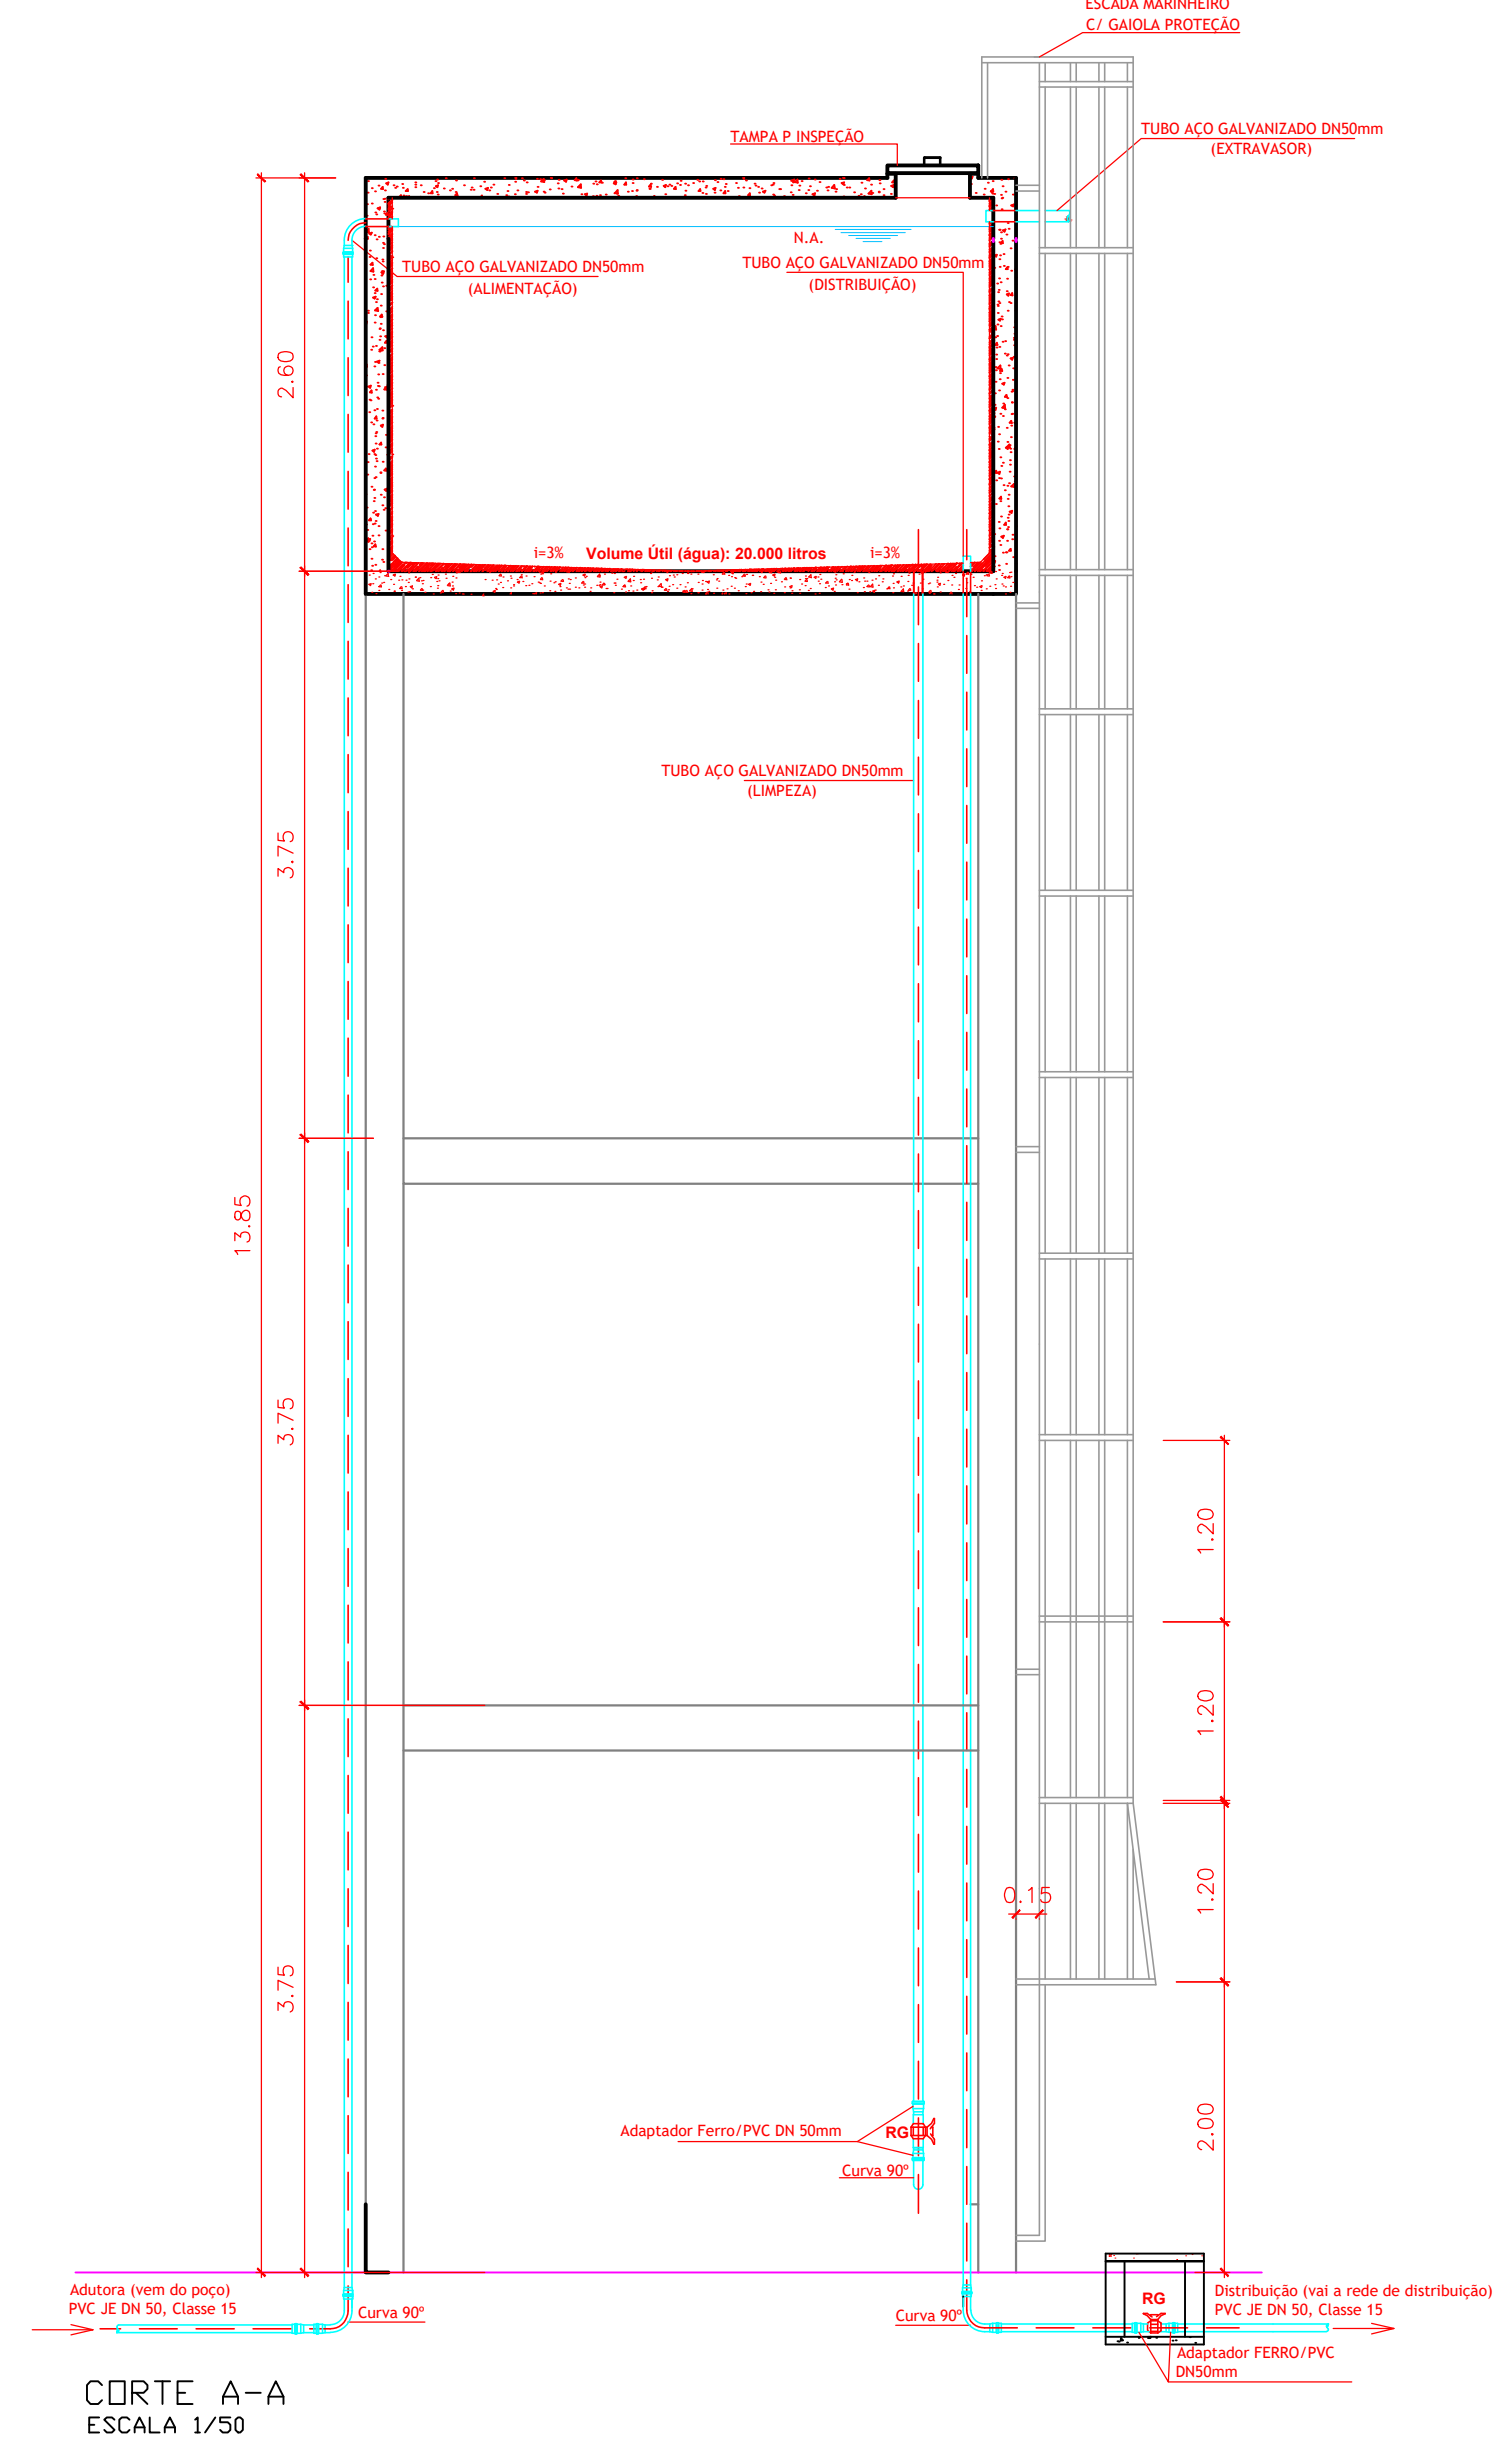 ESCADA MARINHEIRO
C/ GAIOLA PROTEÇÃO
TUBO AÇO GALVANIZADO DN50mm
(EXTRAVASOR)
TAMPA P INSPEÇÃO
N.A.
TUBO AÇO GALVANIZADO DN50mm
(ALIMENTAÇÃO)
TUBO AÇO GALVANIZADO DN50mm
(DISTRIBUIÇÃO)
2.60
i=3%
Volume Útil (água): 20.000 litros
i=3%
TUBO AÇO GALVANIZADO DN50mm
(LIMPEZA)
3.75
13.85
3.75
1.20
1.20
1.20
0.15
3.75
2.00
Adaptador Ferro/PVC DN 50mm
RG
Curva 90º
Adutora (vem do poço)
PVC JE DN 50, Classe 15
Curva 90º
Curva 90º
RG
Distribuição (vai a rede de distribuição)
PVC JE DN 50, Classe 15
Adaptador FERRO/PVC
DN50mm
CORTE A-A
ESCALA 1/50